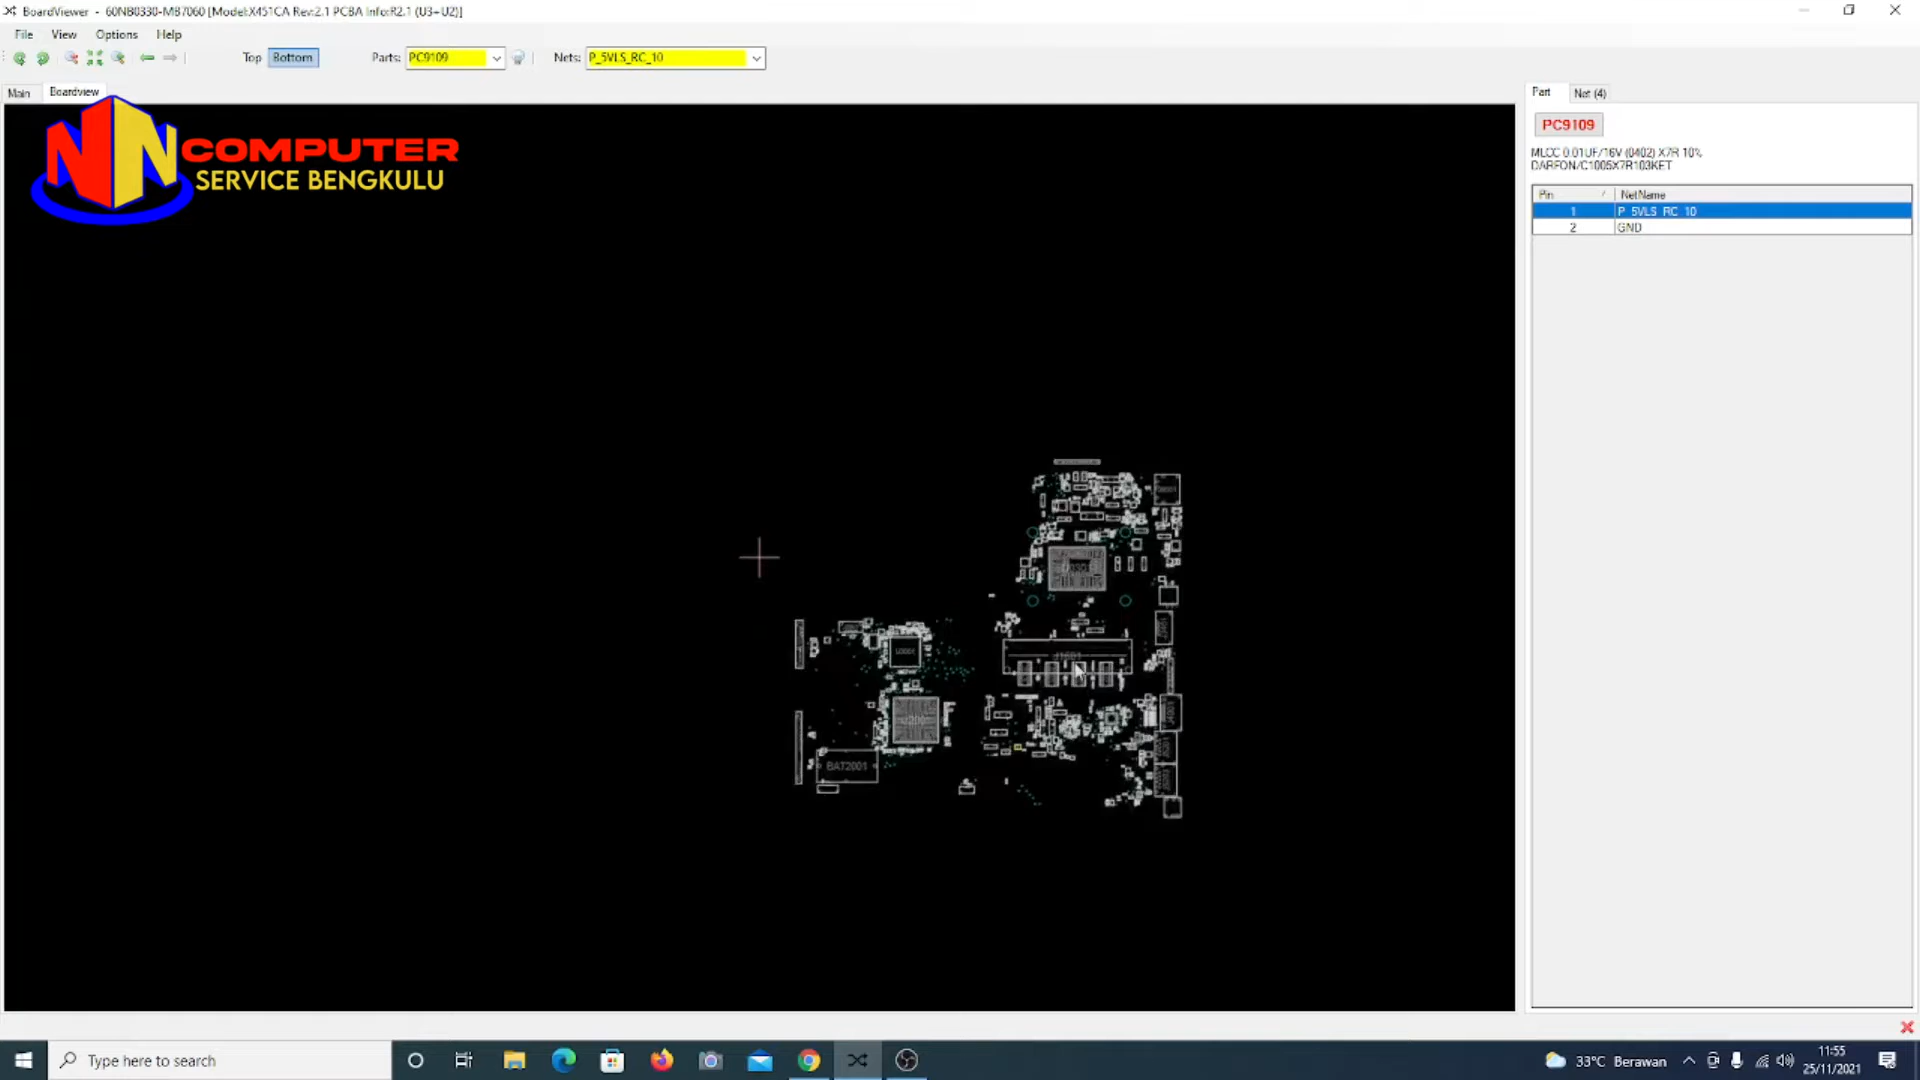 BoardViewer - 60NB0330-MB7060 [Model:X451CA Rev:2.1 PCBA Info:R2.1 (U3+U2)]
File View Options Help
Top Bottom Parts: PC9109 Nets: P_5VLS_RC_10
Main Boardview
Part Net (4)
NN COMPUTER
SERVICE BENGKULU
PC9109
MLCC 0.01UF/16V (0402) X7R 10%
DARFON/C1005X7R103KET
Pin / NetName
1 P_5VLS_RC_10
2 GND
BAT2001
Type here to search
33°C Berawan
11:55
25/11/2021